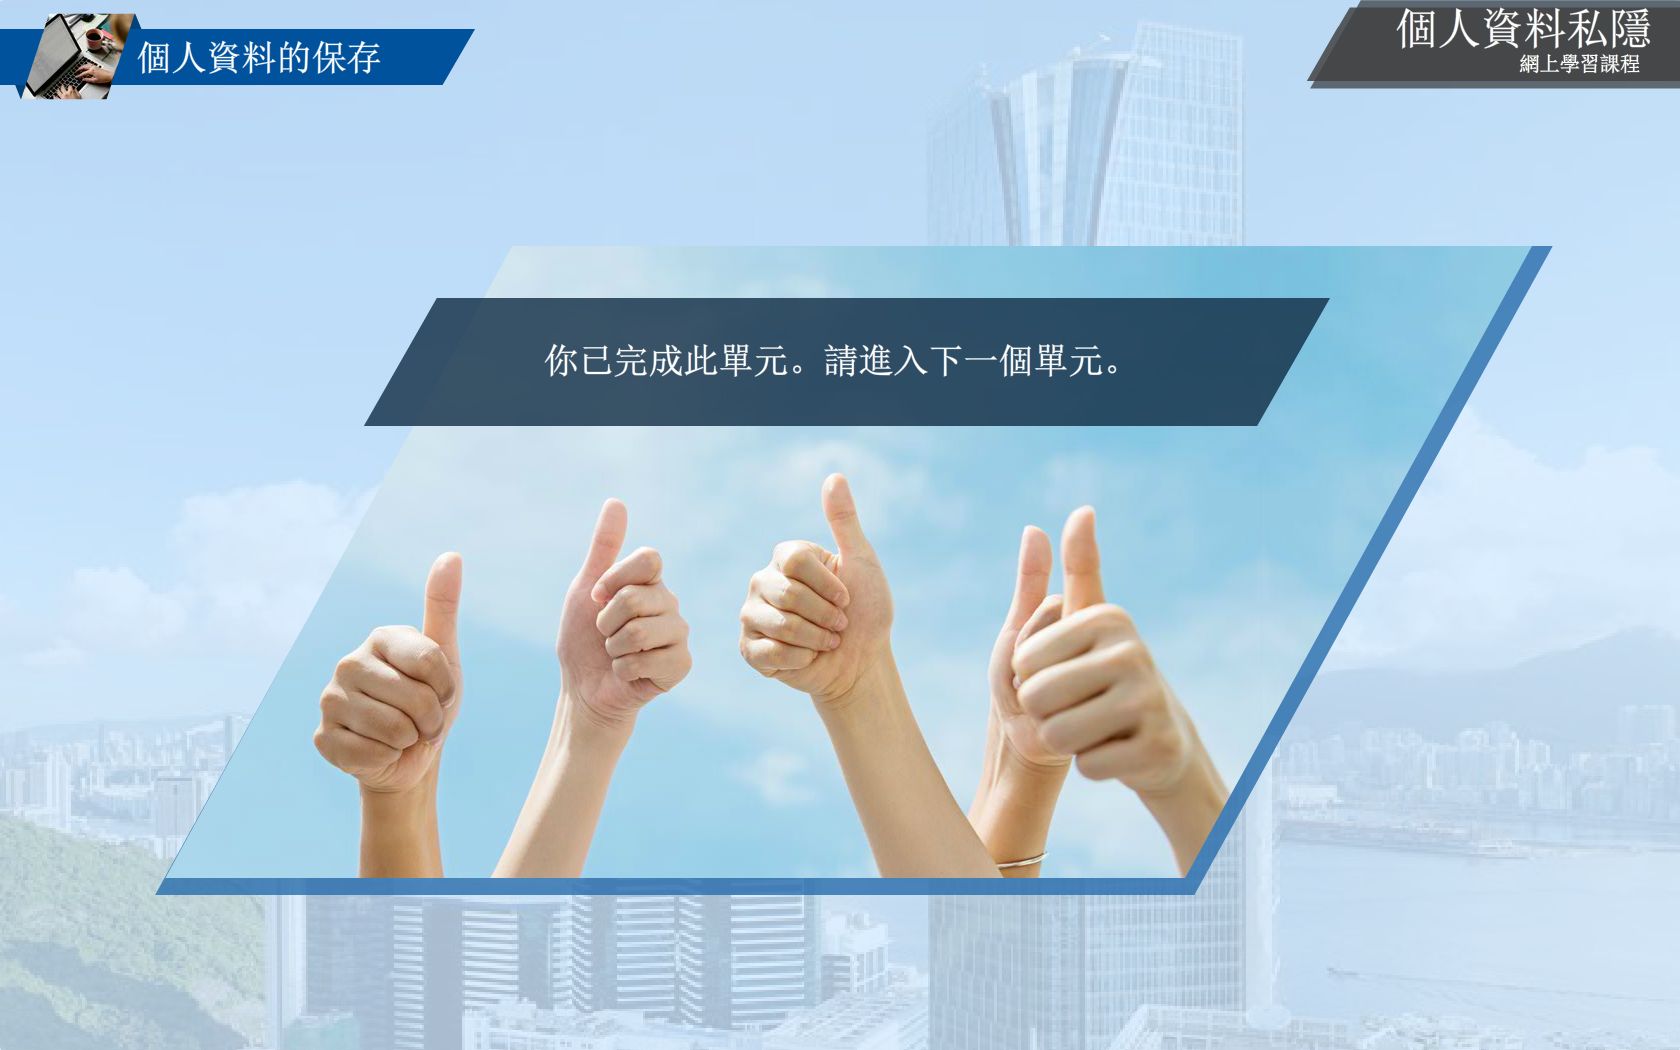 個人資料的保存
個人資料私隱
網上學習課程
你已完成此單元。請進入下一個單元。